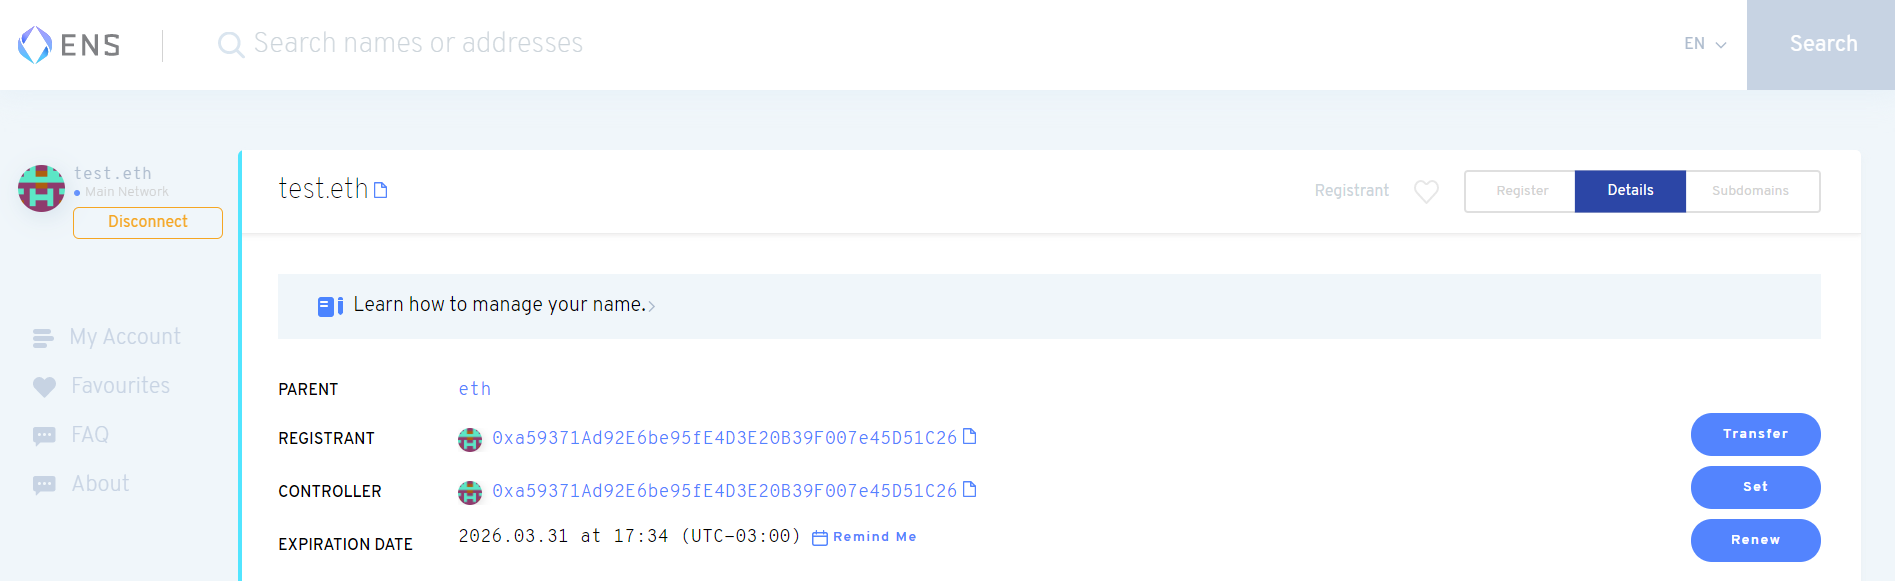 ENS
Search names or addresses
EN
Search
test.eth
Main Network
Disconnect
My Account
Favourites
FAQ
About
test.eth
Registrant
Register
Details
Subdomains
Learn how to manage your name.
PARENT
eth
REGISTRANT
0xa59371Ad92E6be95fE4D3E20B39F007e45D51C26
Transfer
CONTROLLER
0xa59371Ad92E6be95fE4D3E20B39F007e45D51C26
Set
EXPIRATION DATE
2026.03.31 at 17:34 (UTC-03:00)
Remind Me
Renew